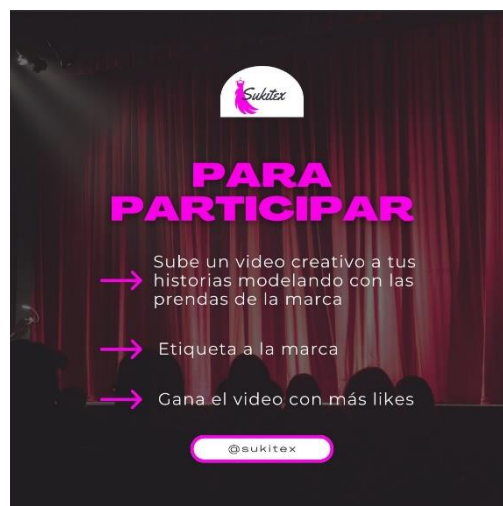 Sukitex
PARA
PARTICIPAR
Sube un video creativo a tus
historias modelando con las
prendas de la marca
Etiqueta a la marca
Gana el video con más likes
@sukitex